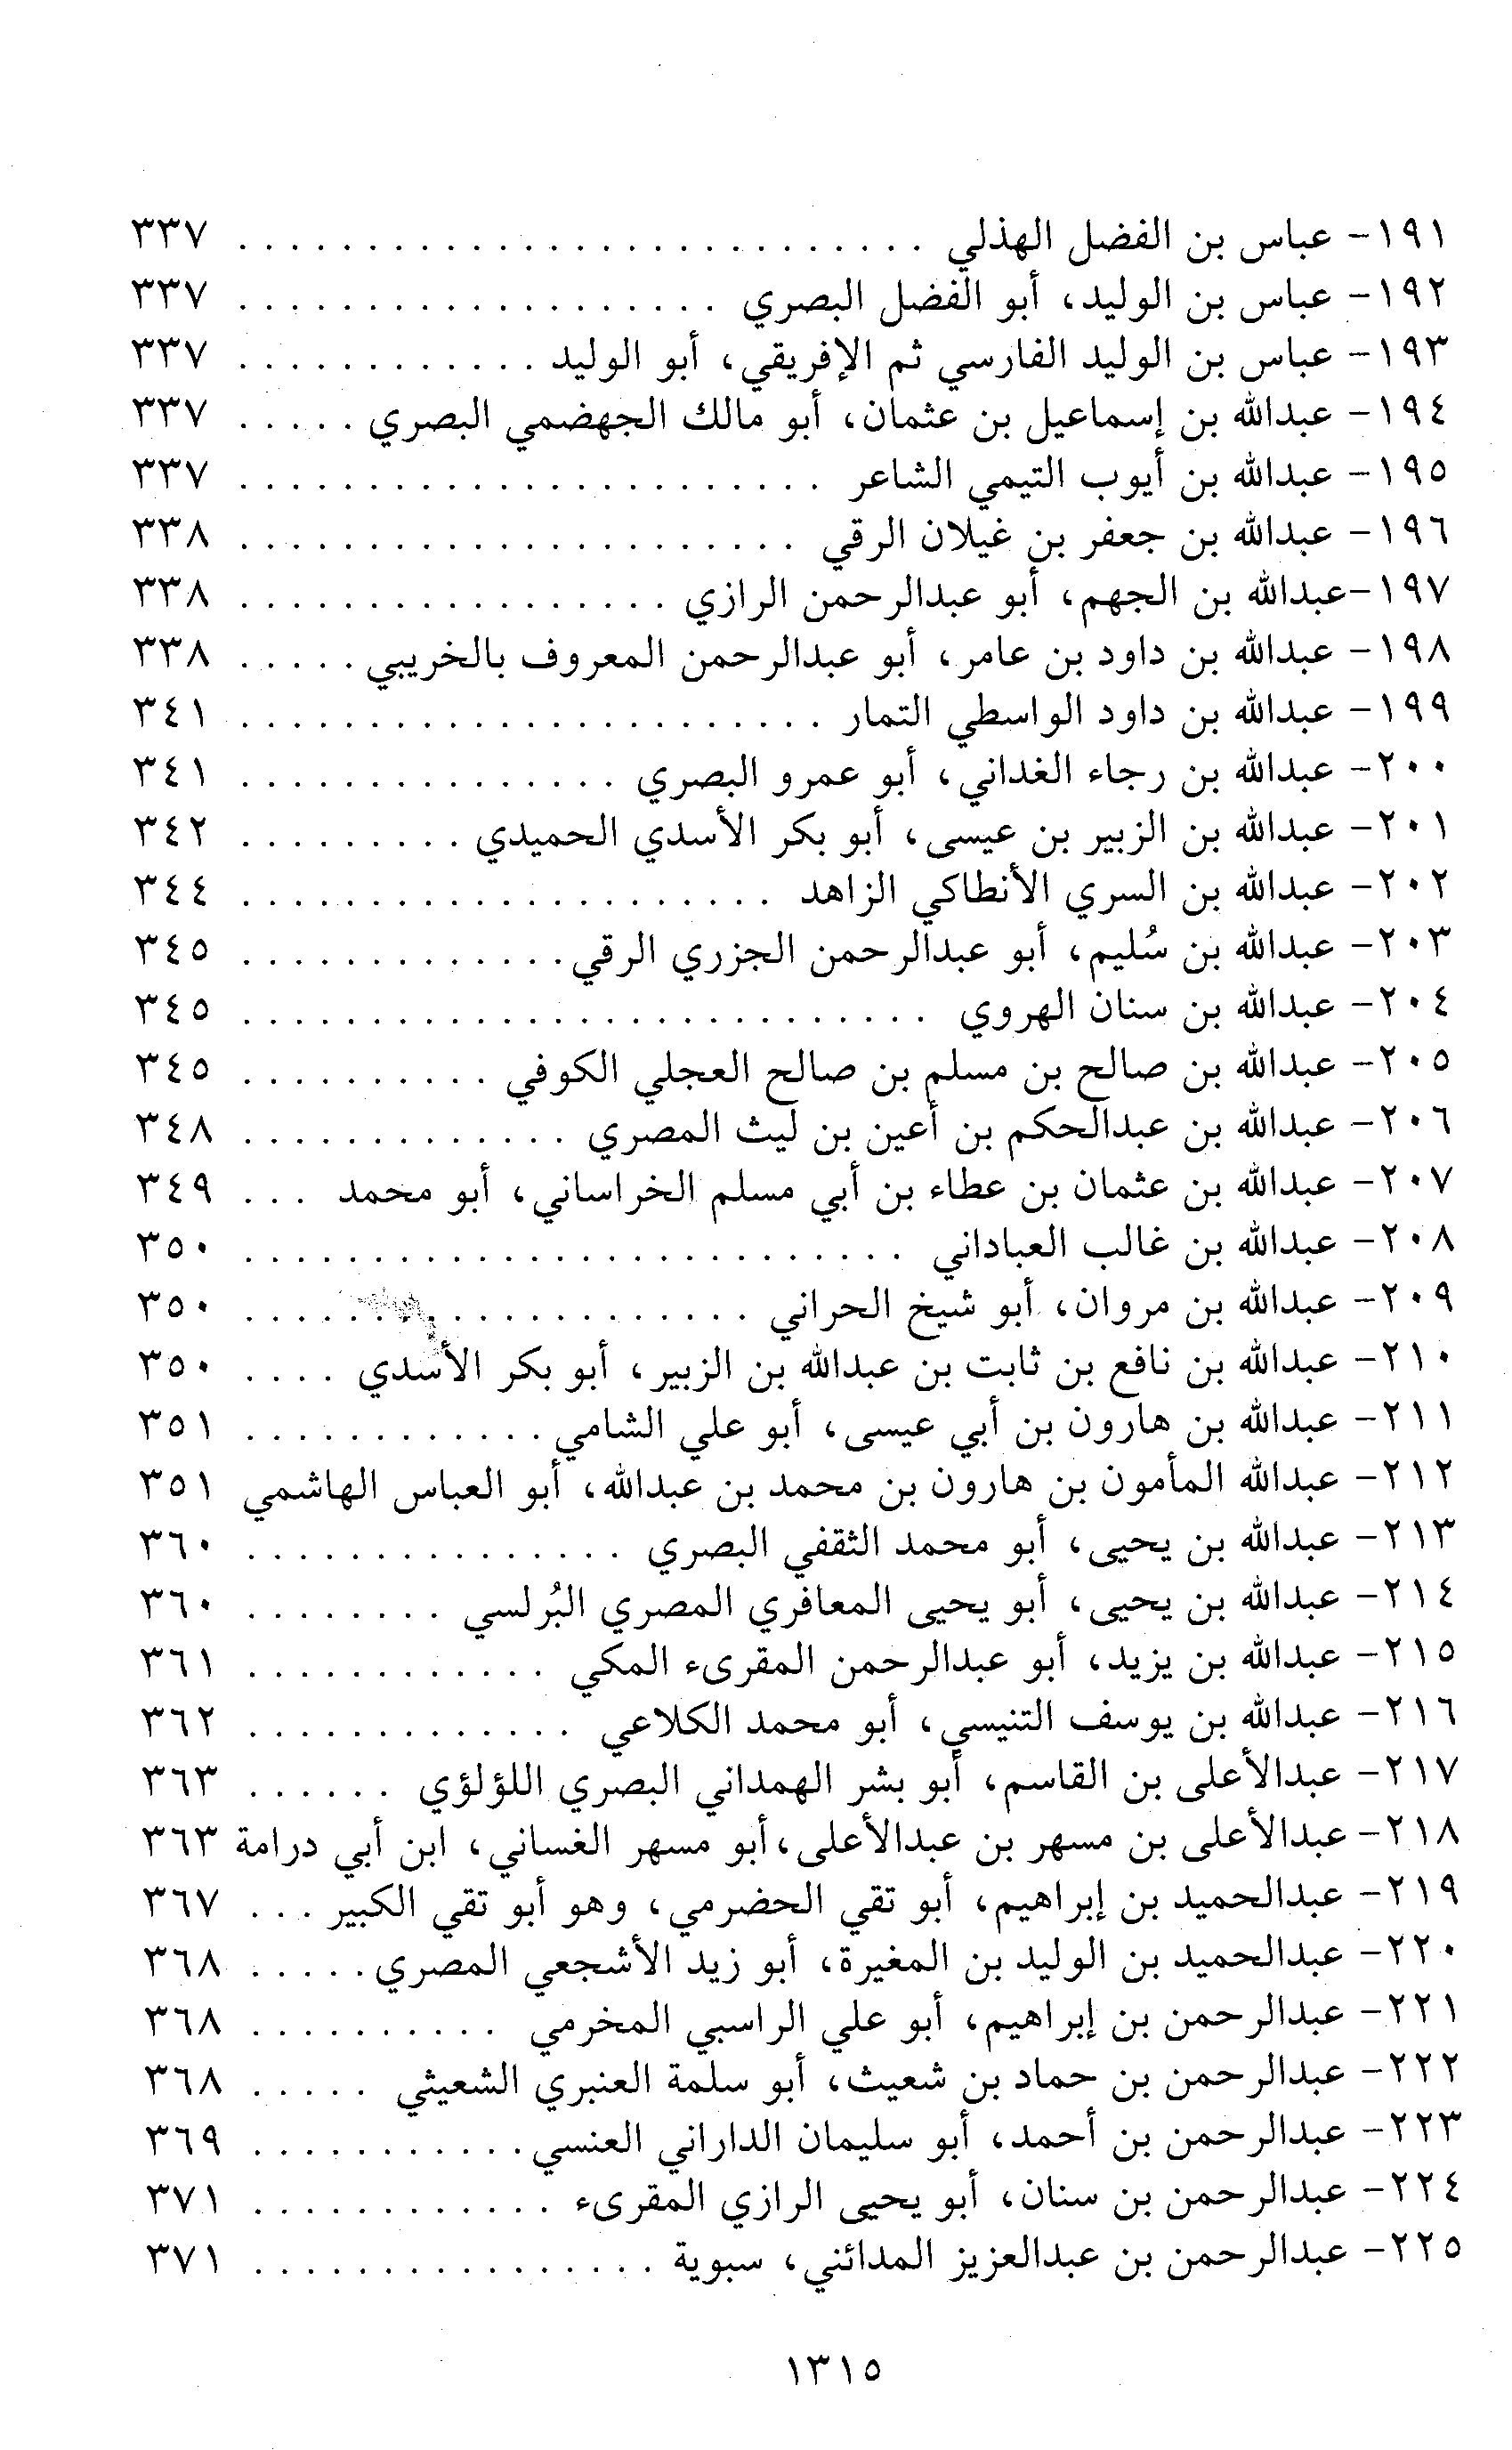 ١٩١- عباس بن الفضل الهذلي . . . . . . . . . . . . . . . . . . . . . . . . . . . ٣٣٧
١٩٢- عباس بن الوليد، أبو الفضل البصري . . . . . . . . . . . . . . . . . . . ٣٣٧
١٩٣- عباس بن الوليد الفارسي ثم الإفريقي، أبو الوليد . . . . . . . . . . . . ٣٣٧
١٩٤- عبدالله بن إسماعيل بن عثمان، أبو مالك الجهضمي البصري . . . . . ٣٣٧
١٩٥- عبدالله بن أيوب التيمي الشاعر . . . . . . . . . . . . . . . . . . . . . . . ٣٣٧
١٩٦- عبدالله بن جعفر بن غيلان الرقي . . . . . . . . . . . . . . . . . . . . . . ٣٣٨
١٩٧-عبدالله بن الجهم، أبو عبدالرحمن الرازي . . . . . . . . . . . . . . . . . ٣٣٨
١٩٨- عبدالله بن داود بن عامر، أبو عبدالرحمن المعروف بالخريبي . . . . . ٣٣٨
١٩٩- عبدالله بن داود الواسطي التمار . . . . . . . . . . . . . . . . . . . . . . . ٣٤١
٢٠٠- عبدالله بن رجاء الغداني، أبو عمرو البصري . . . . . . . . . . . . . . . ٣٤١
٢٠١- عبدالله بن الزبير بن عيسى، أبو بكر الأسدي الحميدي . . . . . . . . . ٣٤٢
٢٠٢- عبدالله بن السري الأنطاكي الزاهد . . . . . . . . . . . . . . . . . . . . . ٣٤٤
٢٠٣- عبدالله بن سُليم، أبو عبدالرحمن الجزري الرقي . . . . . . . . . . . . . ٣٤٥
٢٠٤- عبدالله بن سنان الهروي . . . . . . . . . . . . . . . . . . . . . . . . . . . ٣٤٥
٢٠٥- عبدالله بن صالح بن مسلم بن صالح العجلي الكوفي . . . . . . . . . . ٣٤٥
٢٠٦- عبدالله بن عبدالحكم بن أعين بن ليث المصري . . . . . . . . . . . . . ٣٤٨
٢٠٧- عبدالله بن عثمان بن عطاء بن أبي مسلم الخراساني، أبو محمد . . . ٣٤٩
٢٠٨- عبدالله بن غالب العباداني . . . . . . . . . . . . . . . . . . . . . . . . . . ٣٥٠
٢٠٩- عبدالله بن مروان، أبو شيخ الحراني . . . . . . . . . . . . . . . . . . . . ٣٥٠
٢١٠- عبدالله بن نافع بن ثابت بن عبدالله بن الزبير، أبو بكر الأسدي . . . . ٣٥٠
٢١١- عبدالله بن هارون بن أبي عيسى، أبو علي الشامي . . . . . . . . . . . . ٣٥١
٢١٢- عبدالله المأمون بن هارون بن محمد بن عبدالله، أبو العباس الهاشمي ٣٥١
٢١٣- عبدالله بن يحيى، أبو محمد الثقفي البصري . . . . . . . . . . . . . . . ٣٦٠
٢١٤- عبدالله بن يحيى، أبو يحيى المعافري المصري البُرلسي . . . . . . . . ٣٦٠
٢١٥- عبدالله بن يزيد، أبو عبدالرحمن المقرىء المكي . . . . . . . . . . . . ٣٦١
٢١٦- عبدالله بن يوسف التنيسي، أبو محمد الكلاعي . . . . . . . . . . . . . ٣٦٢
٢١٧- عبدالأعلى بن القاسم، أبو بشر الهمداني البصري اللؤلؤي . . . . . . ٣٦٣
٢١٨- عبدالأعلى بن مسهر بن عبدالأعلى،أبو مسهر الغساني، ابن أبي درامة ٣٦٣
٢١٩- عبدالحميد بن إبراهيم، أبو تقي الحضرمي، وهو أبو تقي الكبير . . . ٣٦٧
٢٢٠- عبدالحميد بن الوليد بن المغيرة، أبو زيد الأشجعي المصري . . . . . ٣٦٨
٢٢١- عبدالرحمن بن إبراهيم، أبو علي الراسبي المخرمي . . . . . . . . . . ٣٦٨
٢٢٢- عبدالرحمن بن حماد بن شعيث، أبو سلمة العنبري الشعيثي . . . . . ٣٦٨
٢٢٣- عبدالرحمن بن أحمد، أبو سليمان الداراني العنسي . . . . . . . . . . . ٣٦٩
٢٢٤- عبدالرحمن بن سنان، أبو يحيى الرازي المقرىء . . . . . . . . . . . . ٣٧١
٢٢٥- عبدالرحمن بن عبدالعزيز المدائني، سبوية . . . . . . . . . . . . . . . . ٣٧١
١٣١٥